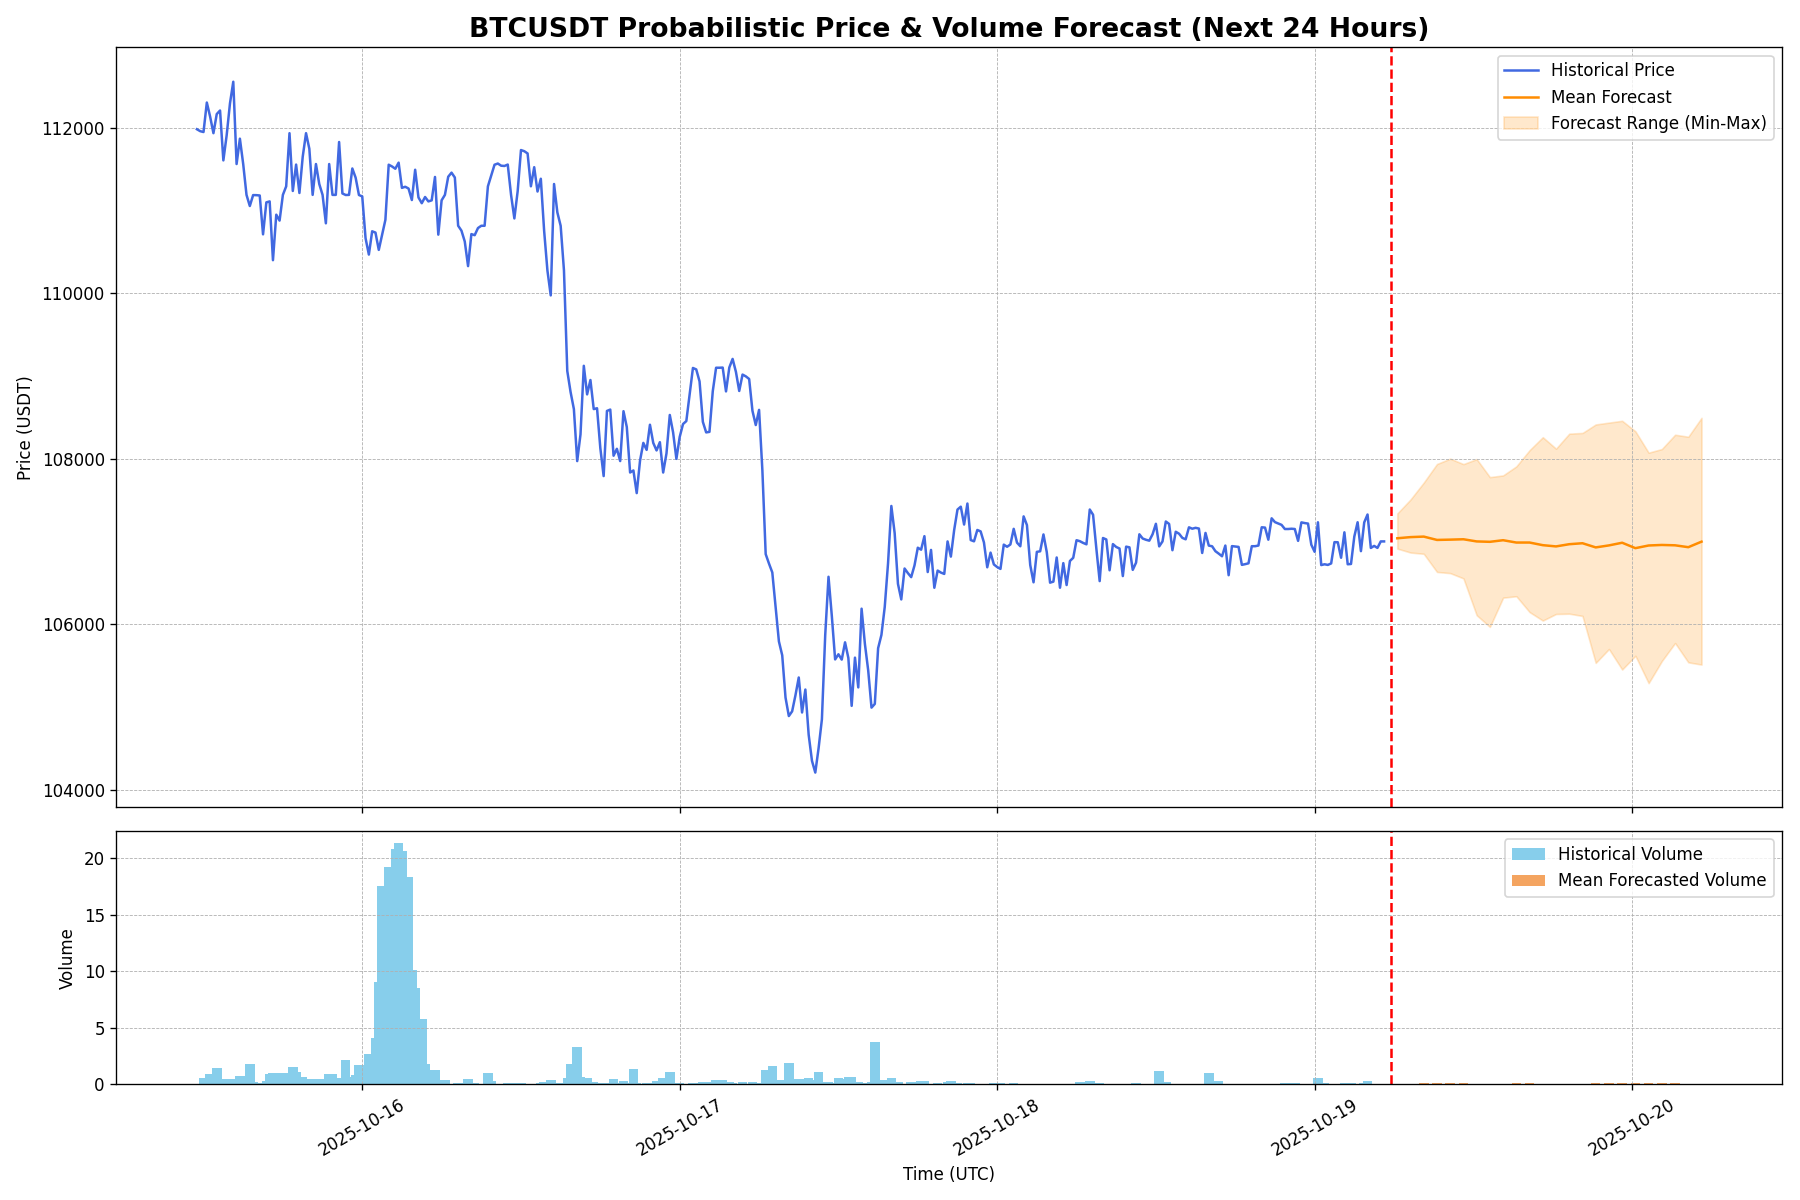 BTCUSDT Probabilistic Price & Volume Forecast (Next 24 Hours)
Historical Price
Mean Forecast
Forecast Range (Min-Max)
112000
110000
108000
106000
104000
Price (USDT)
Historical Volume
Mean Forecasted Volume
20
15
10
5
0
Volume
2025-10-16
2025-10-17
2025-10-18
2025-10-19
2025-10-20
Time (UTC)